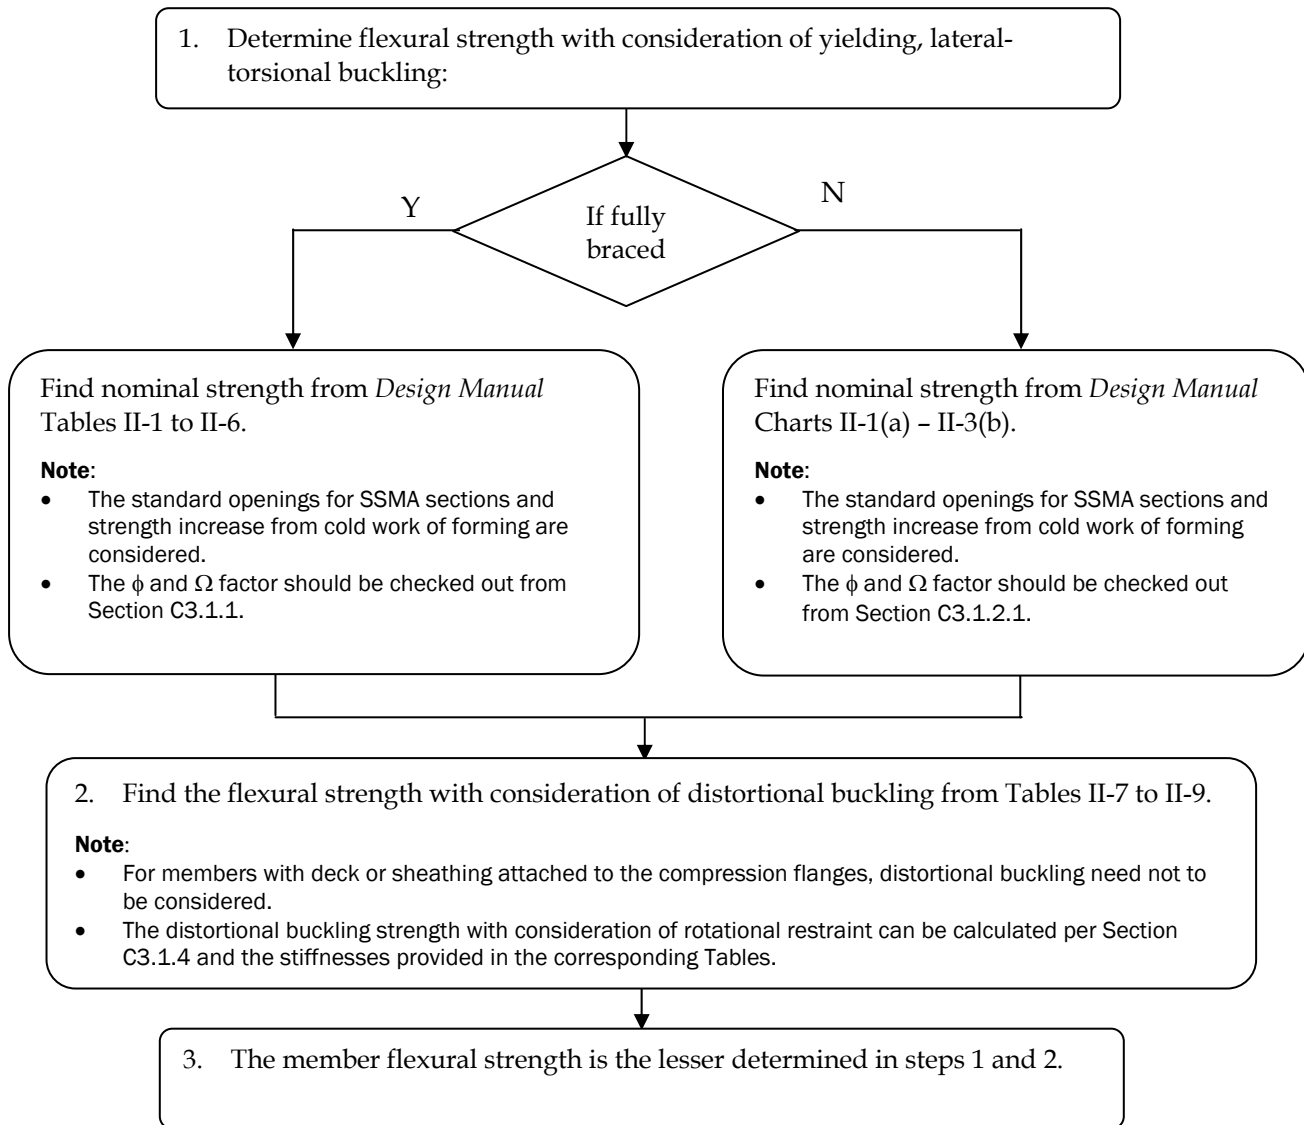 1. Determine flexural strength with consideration of yielding, lateral-
torsional buckling:
Y
N
If fully
braced
Find nominal strength from Design Manual
Tables II-1 to II-6.
Note:
• The standard openings for SSMA sections and
strength increase from cold work of forming are
considered.
• The ϕ and Ω factor should be checked out from
Section C3.1.1.
Find nominal strength from Design Manual
Charts II-1(a) – II-3(b).
Note:
• The standard openings for SSMA sections and
strength increase from cold work of forming
are considered.
• The ϕ and Ω factor should be checked out
from Section C3.1.2.1.
2. Find the flexural strength with consideration of distortional buckling from Tables II-7 to II-9.
Note:
• For members with deck or sheathing attached to the compression flanges, distortional buckling need not to
be considered.
• The distortional buckling strength with consideration of rotational restraint can be calculated per Section
C3.1.4 and the stiffnesses provided in the corresponding Tables.
3. The member flexural strength is the lesser determined in steps 1 and 2.